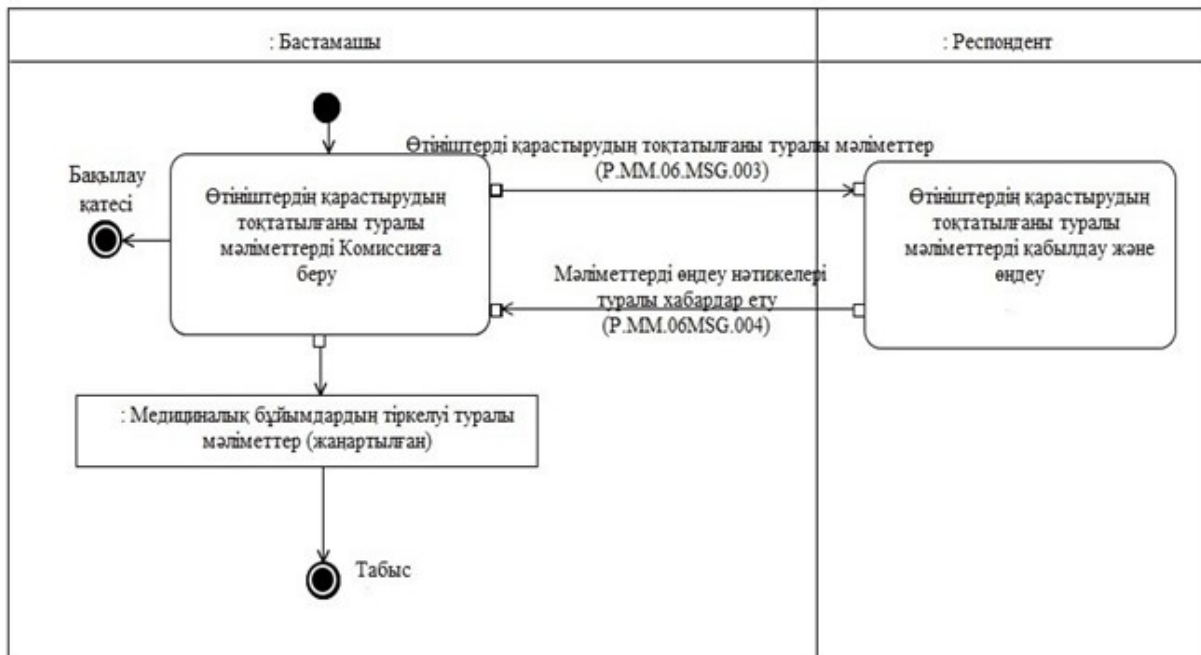 : Бастамашы
: Респондент
Өтініштерді қарастырудың тоқтатылғаны туралы мәліметтер
(P.MM.06.MSG.003)
Бақылау
қатесі
Өтініштердің қарастырудың
тоқтатылғаны туралы
мәліметтерді Комиссияға
беру
Өтініштердің қарастырудың
тоқтатылғаны туралы
мәліметтерді қабылдау және
өңдеу
Мәліметтерді өңдеу нәтижелері
туралы хабардар ету
(P.MM.06MSG.004)
: Медициналық бұйымдардың тіркелуі туралы
мәліметтер (жаңартылған)
Табыс